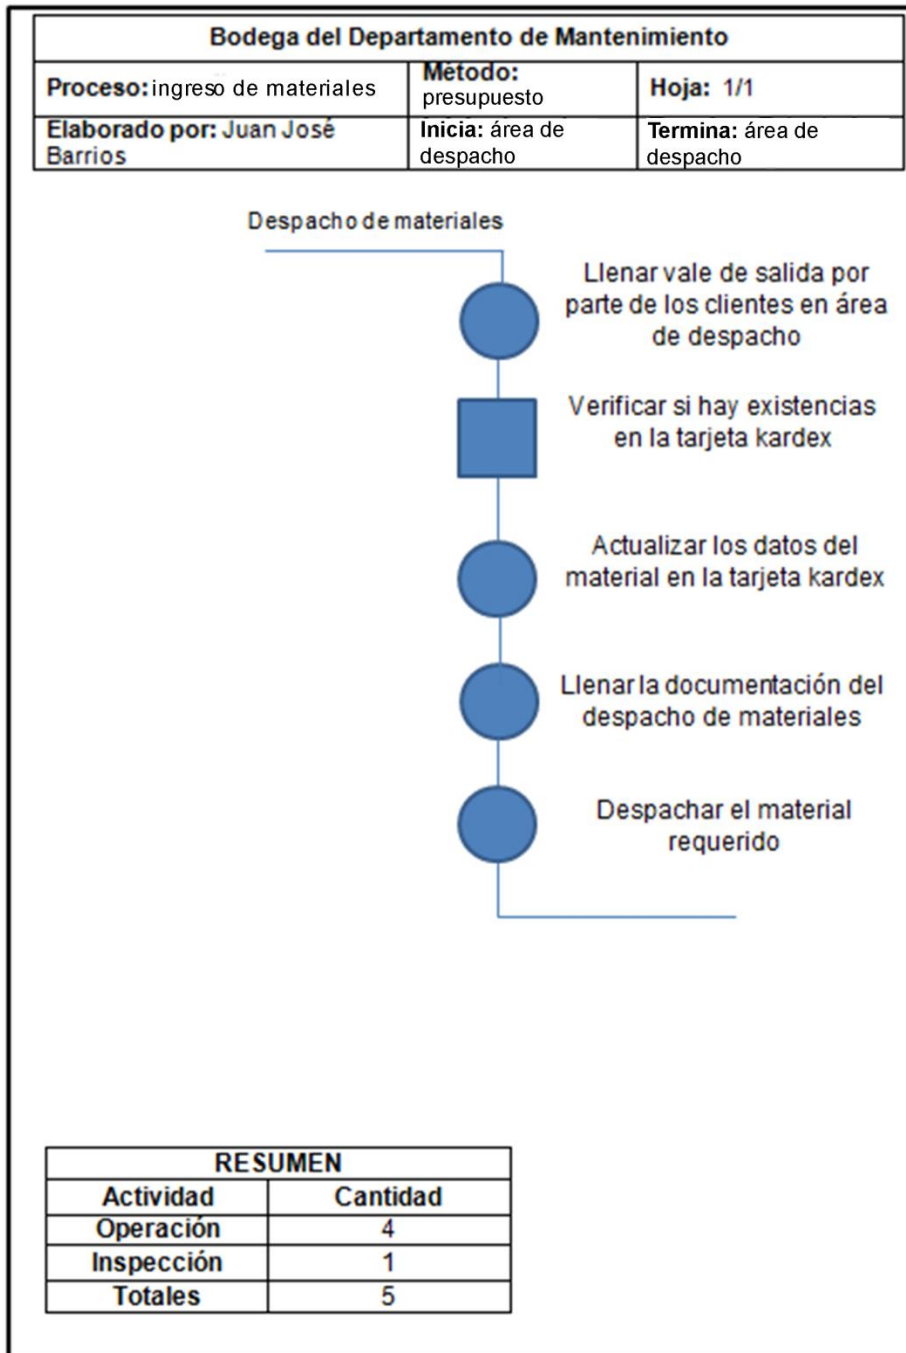 Bodega del Departamento de Mantenimiento
Proceso: ingreso de materiales
Método:
presupuesto
Hoja: 1/1
Elaborado por: Juan José
Barrios
Inicia: área de
despacho
Termina: área de
despacho
Despacho de materiales
Llenar vale de salida por
parte de los clientes en área
de despacho
Verificar si hay existencias
en la tarjeta kardex
Actualizar los datos del
material en la tarjeta kardex
Llenar la documentación del
despacho de materiales
Despachar el material
requerido
RESUMEN
Actividad Cantidad
Operación 4
Inspección 1
Totales 5